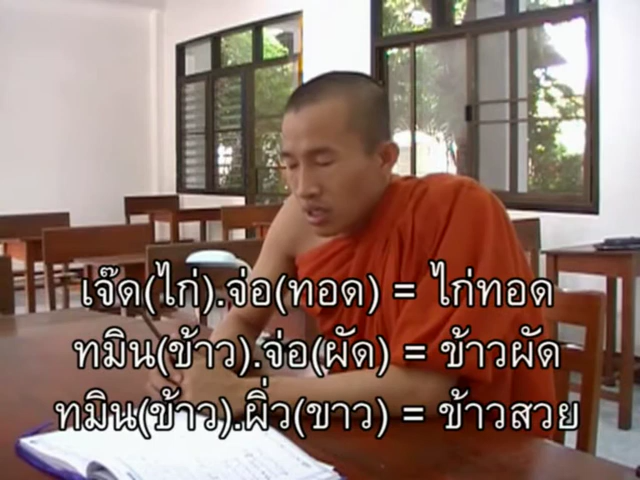 เจ๊ด(ไก่).จ่อ(ทอด) = ไก่ทอด
ทมิน(ข้าว).จ่อ(ผัด) = ข้าวผัด
ทมิน(ข้าว).ผิ่ว(ขาว) = ข้าวสวย